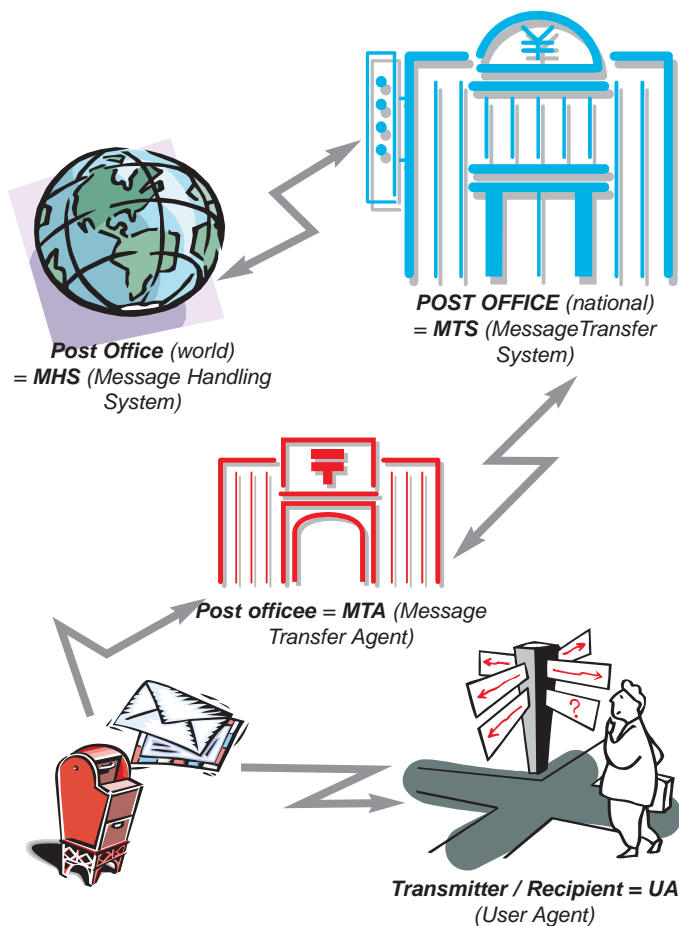 ¥
POST OFFICE (national)
= MTS (MessageTransfer
System)
Post Office (world)
= MHS (Message Handling
System)
〒
Post officee = MTA (Message
Transfer Agent)
?
Transmitter / Recipient = UA
(User Agent)